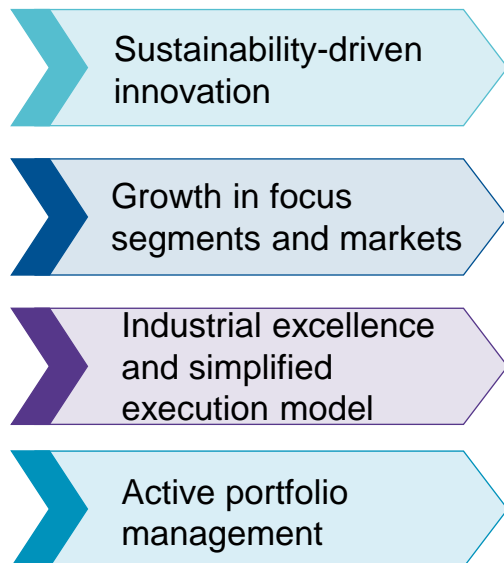 Sustainability-driven
innovation
Growth in focus
segments and markets
Industrial excellence
and simplified
execution model
Active portfolio
management